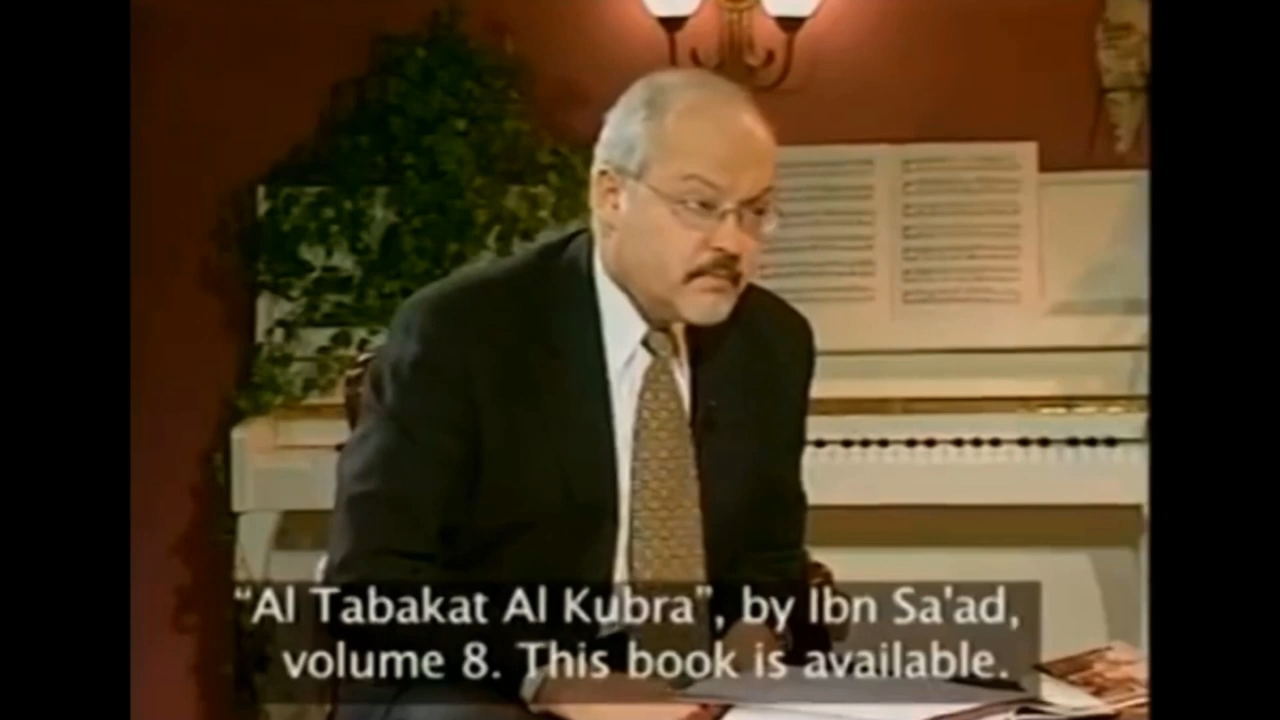 “Al Tabakat Al Kubra”, by Ibn Sa'ad,
volume 8. This book is available.